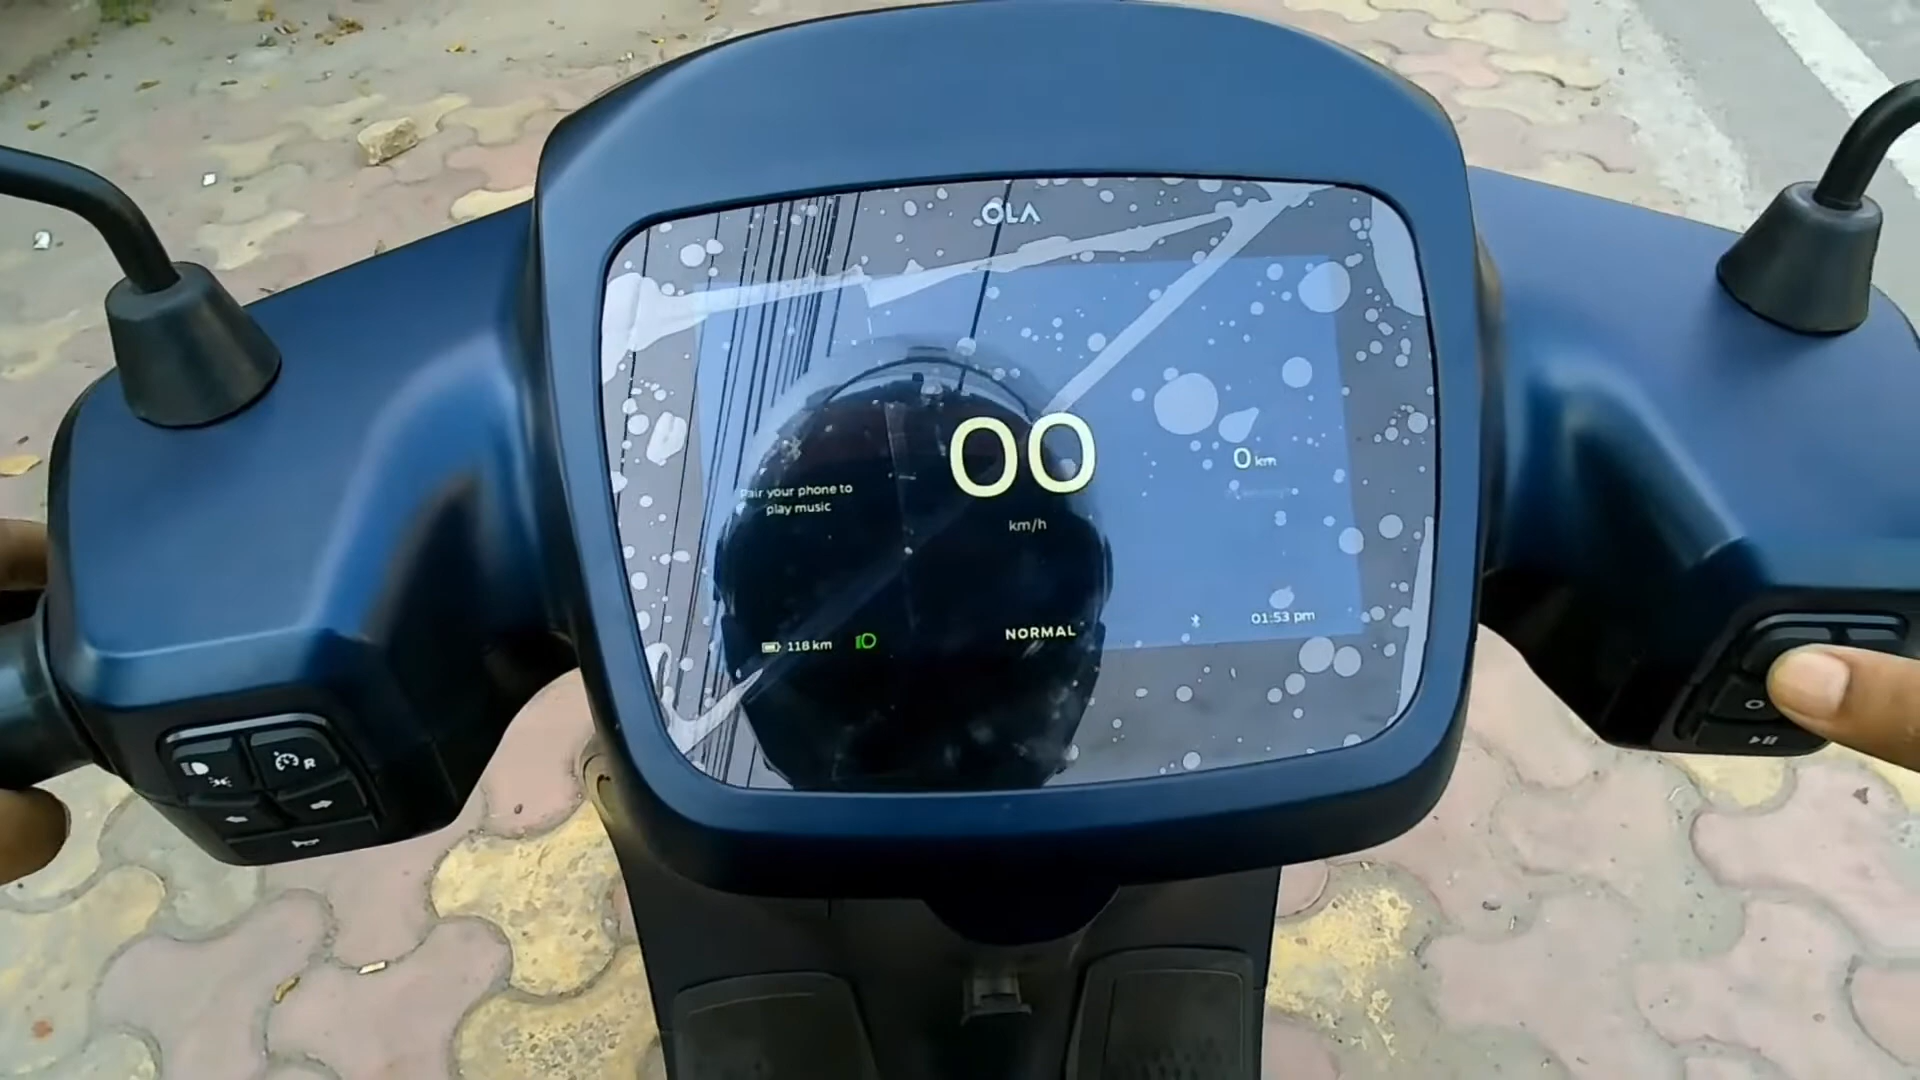 OLA
00
km/h
Pair your phone to
play music
0 km
118 km
NORMAL
01:53 pm
R